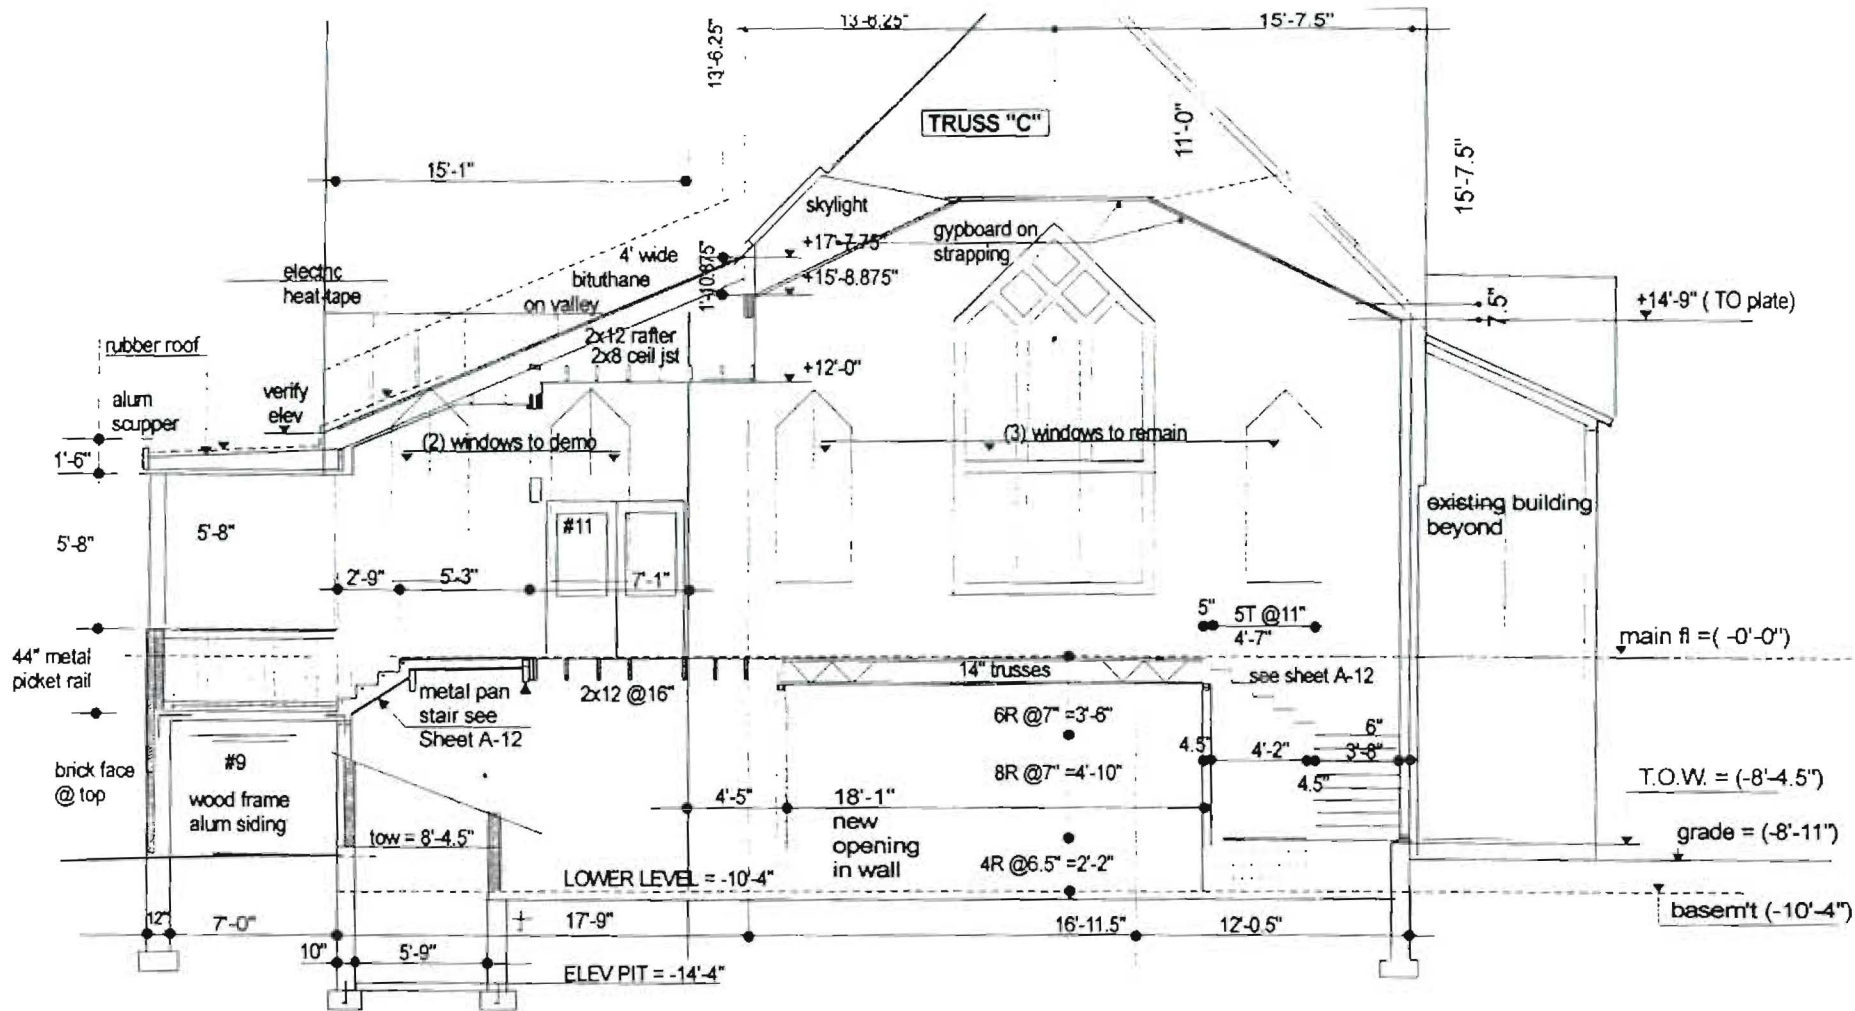 13'-6.25"
15'-7.5"
13'-6.25"
TRUSS "C"
11'-0"
15'-7.5"
15'-1"
skylight
gypboard on
strapping
4' wide
bituthane
on valley
+17'-7.75"
+15'-8.875"
1'-10.875"
electric
heat-tape
2x12 rafter
2x8 ceil jst
+12'-0"
7.5"
+14'-9" ( TO plate)
rubber roof
alum
scupper
verify
elev
1'-6"
(2) windows to demo
(3) windows to remain
existing building
beyond
5'-8"
5'-8"
#11
2'-9"
5'-3"
7'-1"
5"
5T @11"
4'-7"
main fl =( -0'-0")
44" metal
picket rail
14" trusses
see sheet A-12
metal pan
stair see
Sheet A-12
2x12 @16"
6R @7" =3'-6"
6"
4.5"
4'-2"
3'-8"
4.5"
8R @7" =4'-10"
T.O.W. = (-8'-4.5")
brick face
@ top
#9
wood frame
alum siding
4'-5"
18'-1"
new
opening
in wall
tow = 8'-4.5"
grade = (-8'-11")
4R @6.5" =2'-2"
LOWER LEVEL = -10'-4"
basem't (-10'-4")
12"
7'-0"
17'-9"
16'-11.5"
12'-0.5"
10"
5'-9"
ELEV PIT = -14'-4"